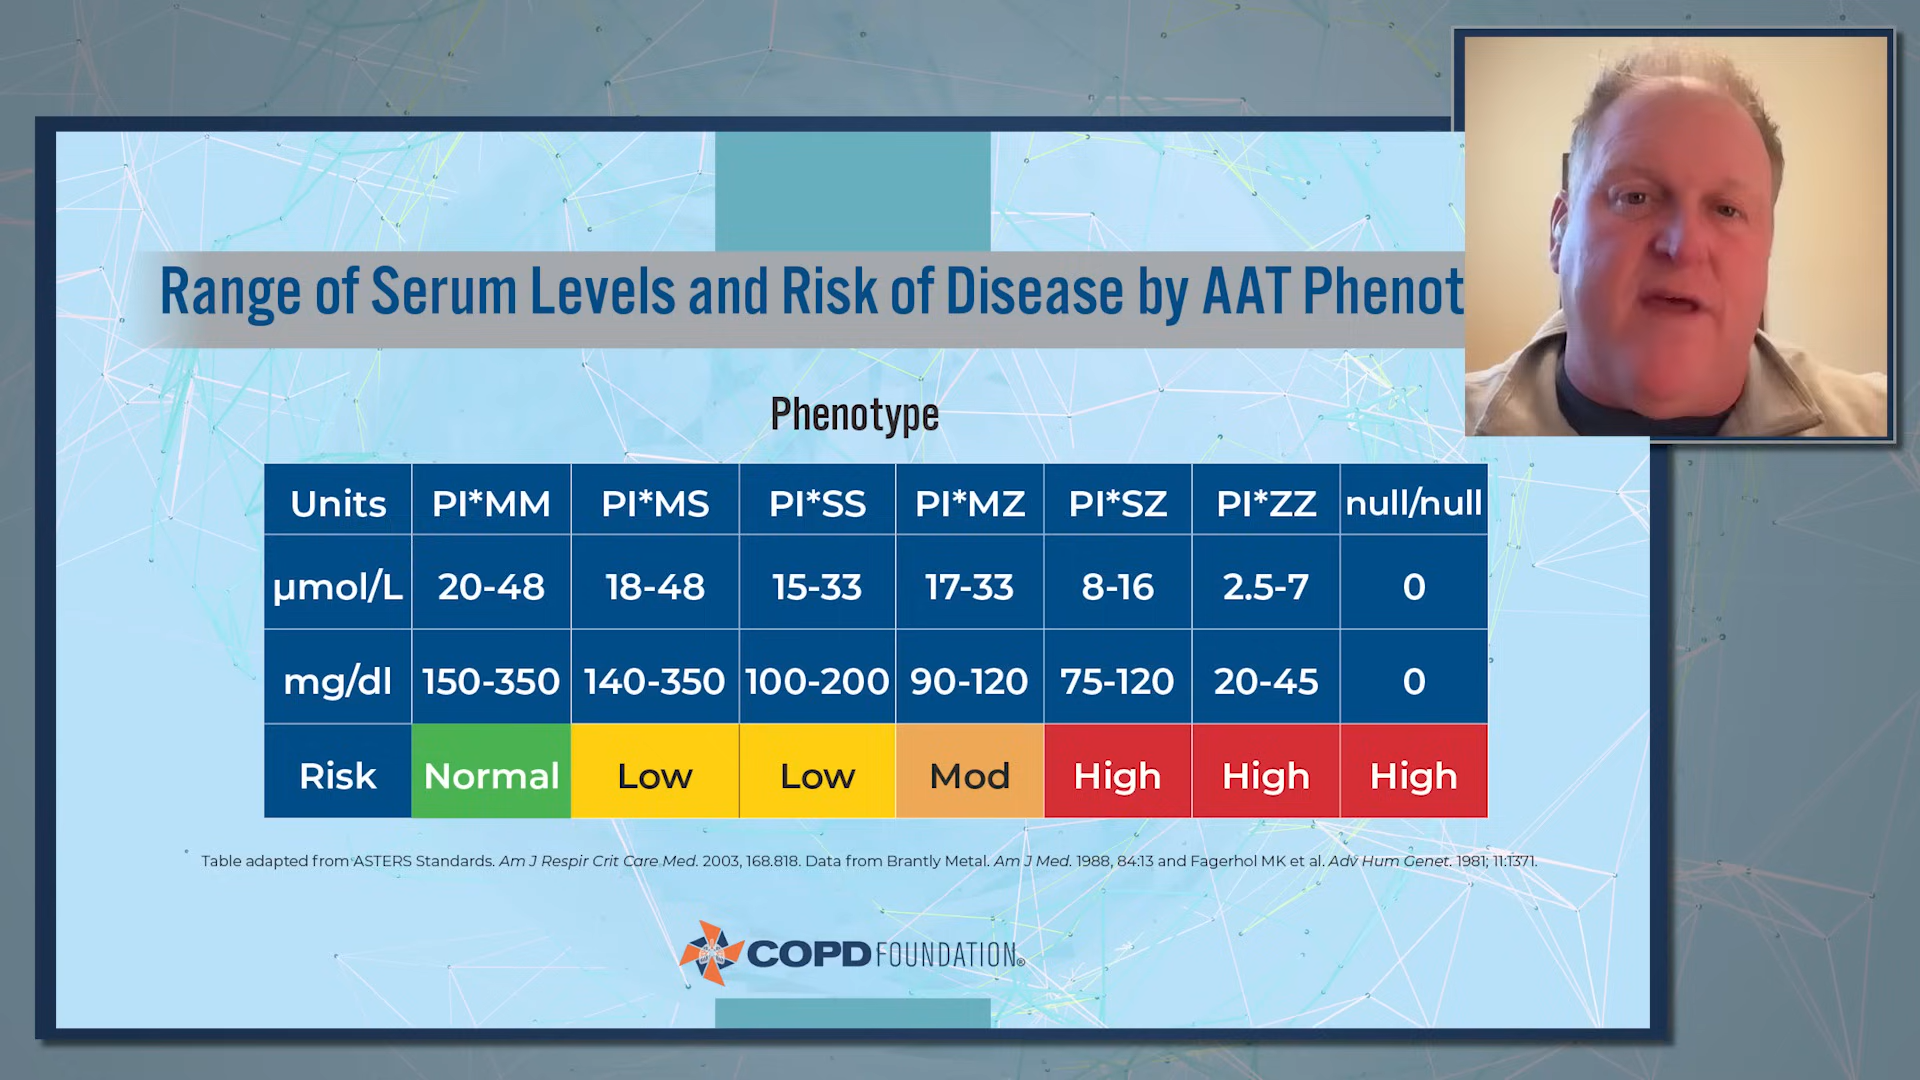 Range of Serum Levels and Risk of Disease by AAT Phenot
Phenotype
Units PI*MM PI*MS PI*SS PI*MZ PI*SZ PI*ZZ null/null
µmol/L 20-48 18-48 15-33 17-33 8-16 2.5-7 0
mg/dl 150-350 140-350 100-200 90-120 75-120 20-45 0
Risk Normal Low Low Mod High High High
Table adapted from ASTERS Standards. Am J Respir Crit Care Med. 2003, 168.818. Data from Brantly Metal. Am J Med. 1988, 84:13 and Fagerhol MK et al. Adv Hum Genet. 1981; 11:1371.
COPD FOUNDATION®